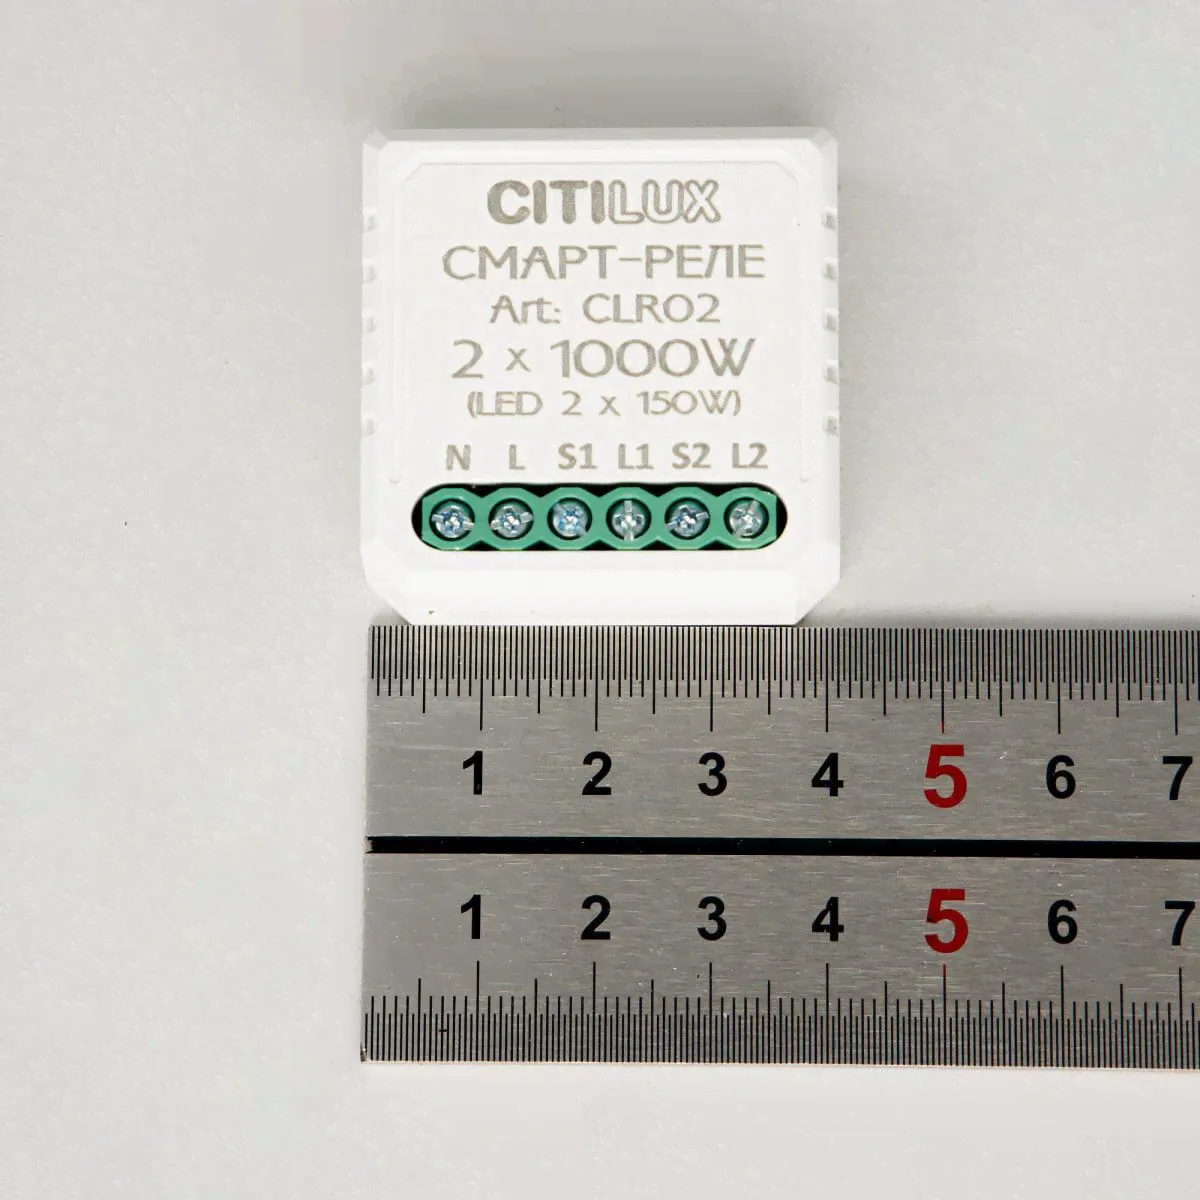 CITILUX
СМАРТ-РЕЛЕ
Art: CLR02
2 x 1000W
(LED 2 x 150W)
N L S1 L1 S2 L2
1 2 3 4 5 6 7
1 2 3 4 5 6 7